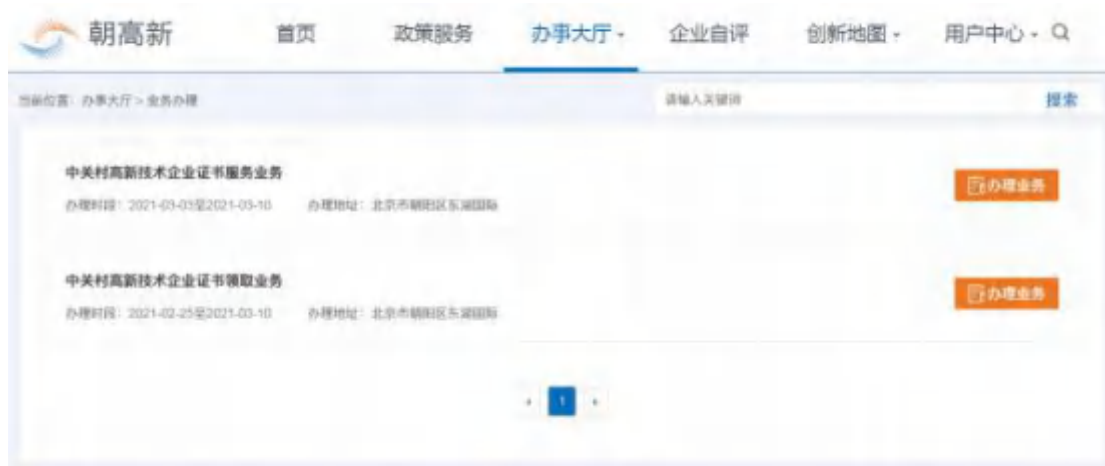 朝高新 首页 政策服务 办事大厅 企业自评 创新地图 用户中心
当前位置：办事大厅>业务办理 请输入关键词 搜索
中关村高新技术企业证书服务业务
办理时段：2021-03-03至2021-03-10 办理地址：北京市朝阳区东湖国际
办理业务
中关村高新技术企业证书领取业务
办理时段：2021-02-25至2021-03-10 办理地址：北京市朝阳区东湖国际
办理业务
1